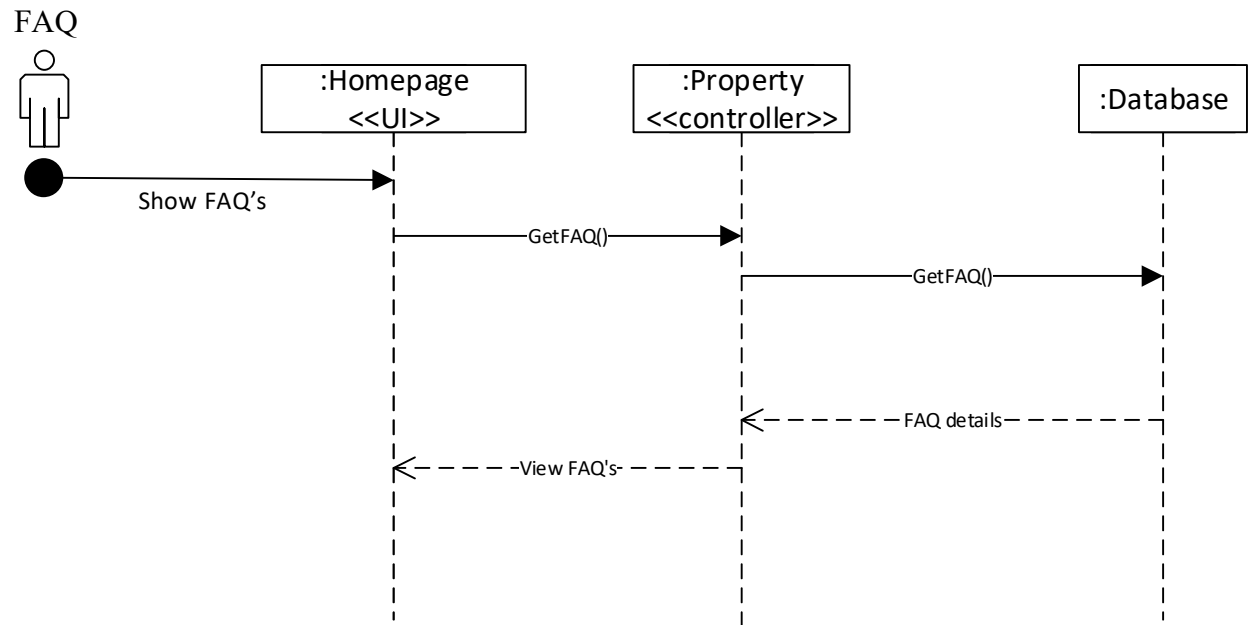 FAQ
:Homepage
<<UI>>
:Property
<<controller>>
:Database
Show FAQ’s
GetFAQ()
GetFAQ()
FAQ details
View FAQ's